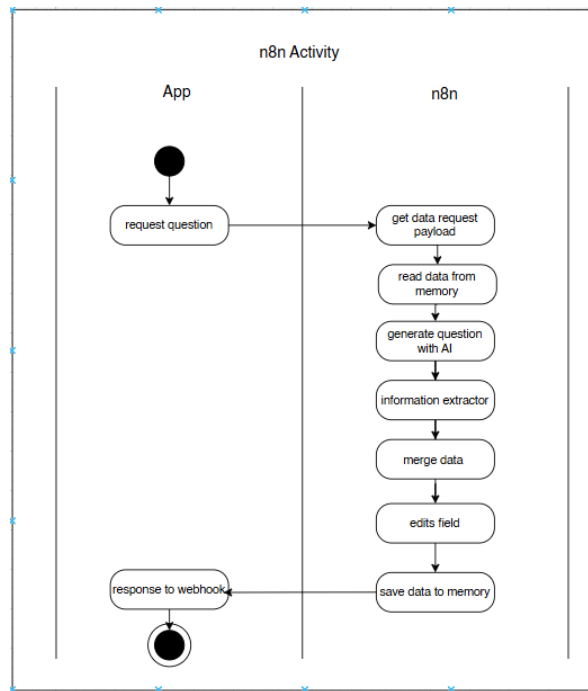 n8n Activity
App
n8n
request question
get data request
payload
read data from
memory
generate question
with AI
information extractor
merge data
edits field
response to webhook
save data to memory